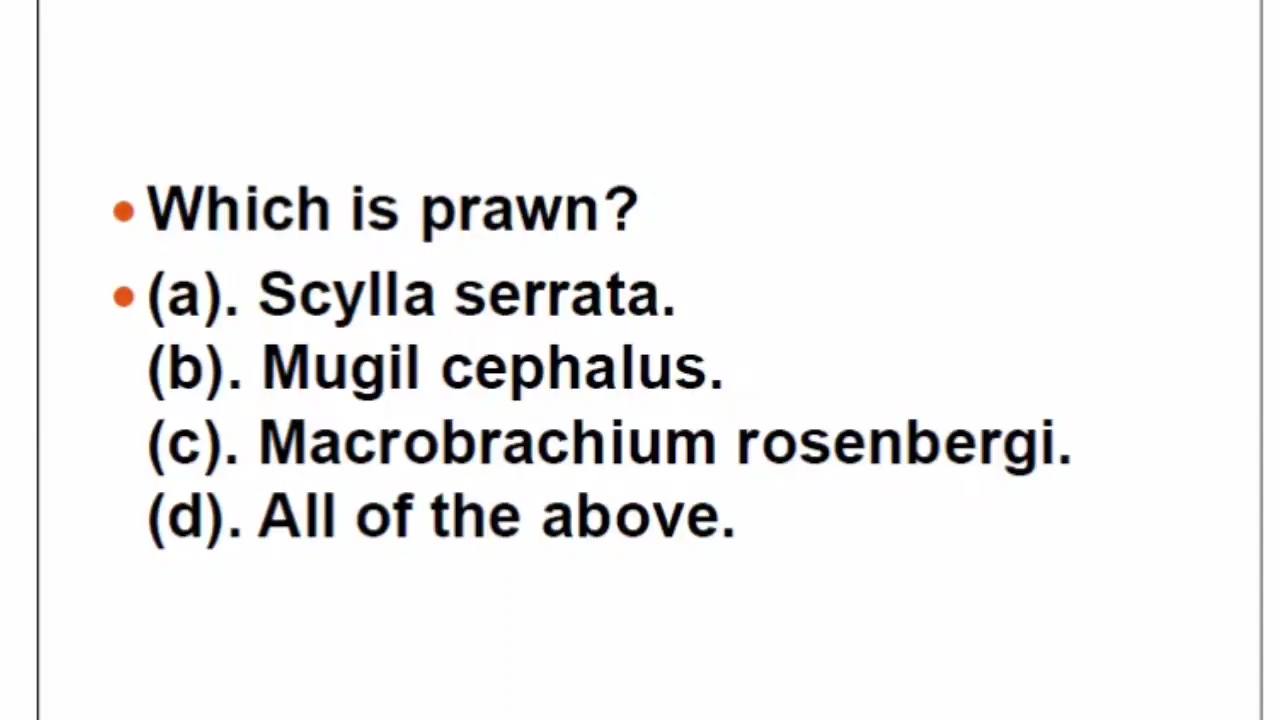 Which is prawn?
(a). Scylla serrata.
(b). Mugil cephalus.
(c). Macrobrachium rosenbergi.
(d). All of the above.